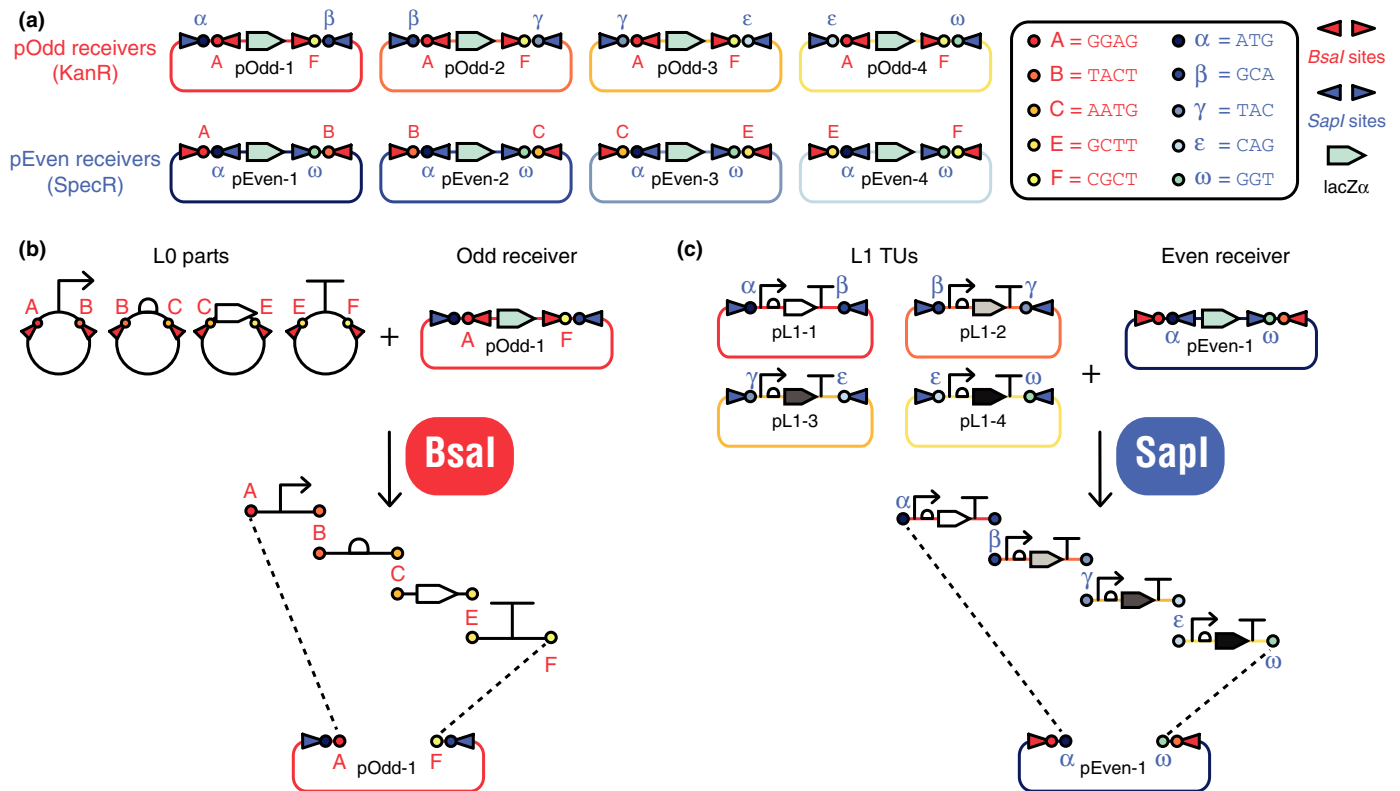 (a)
pOdd receivers
(KanR)
α β β γ γ ε ε ω
A F A F A F A F
pOdd-1 pOdd-2 pOdd-3 pOdd-4
pEven receivers
(SpecR)
A B B C C E E F
α ω α ω α ω α ω
pEven-1 pEven-2 pEven-3 pEven-4
A = GGAG α = ATG
B = TACT β = GCA
C = AATG γ = TAC
E = GCTT ε = CAG
F = CGCT ω = GGT
BsaI sites
SapI sites
lacZα
(b)
L0 parts Odd receiver
A B B C C E E F
+
A F
pOdd-1
BsaI
A
B
C
E
F
A F
pOdd-1
(c)
L1 TUs Even receiver
α β β γ
pL1-1 pL1-2
γ ε ε ω
pL1-3 pL1-4
+
α ω
pEven-1
SapI
α
β
γ
ε
ω
α ω
pEven-1